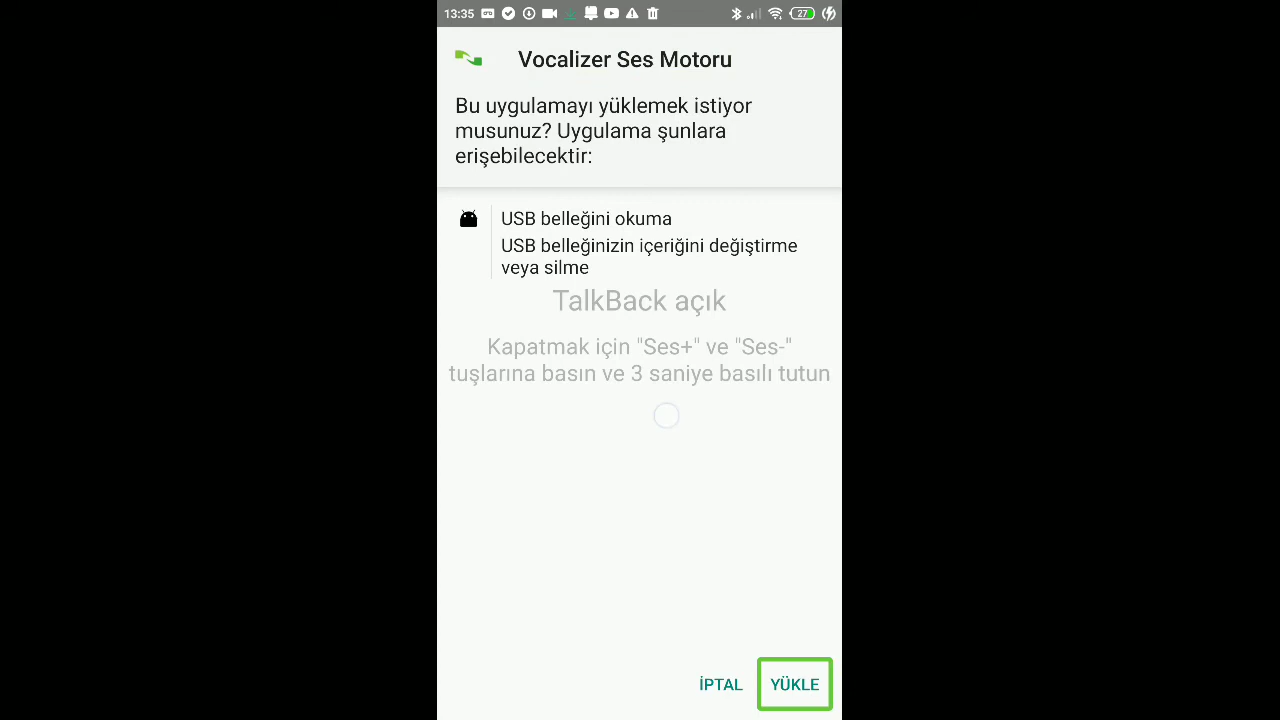 13:35
27
Vocalizer Ses Motoru
Bu uygulamayı yüklemek istiyor
musunuz? Uygulama şunlara
erişebilecektir:
USB belleğini okuma
USB belleğinizin içeriğini değiştirme
veya silme
TalkBack açık
Kapatmak için "Ses+" ve "Ses-"
tuşlarına basın ve 3 saniye basılı tutun
İPTAL
YÜKLE